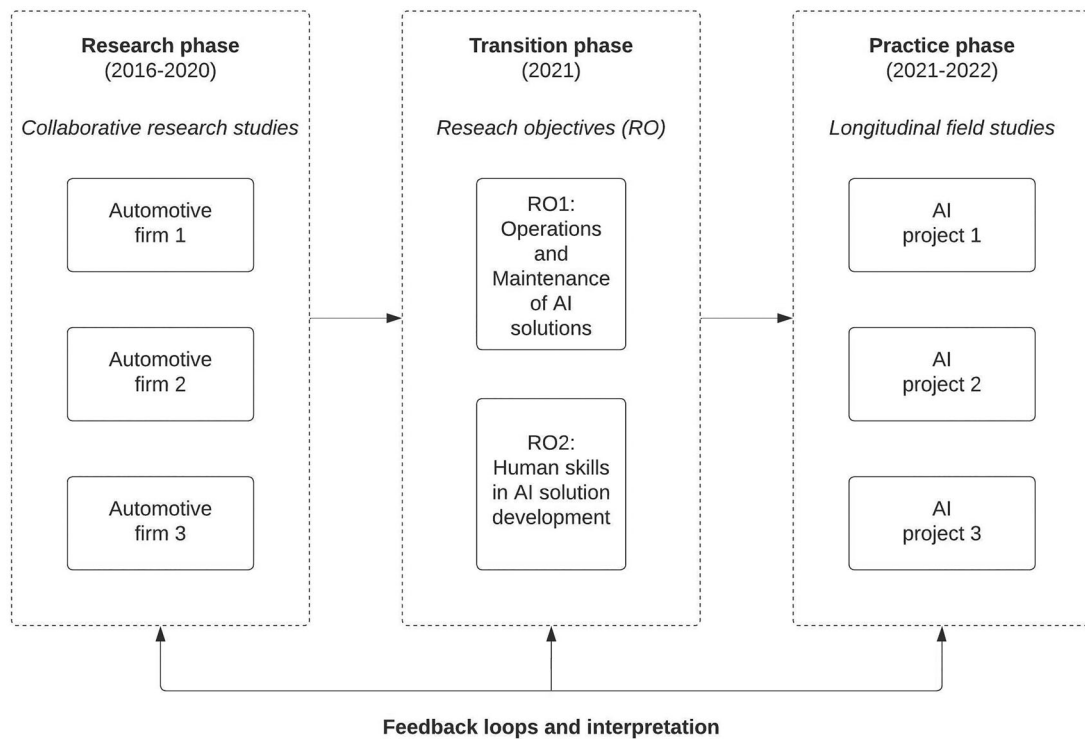 Research phase
(2016-2020)
Collaborative research studies
Automotive
firm 1
Automotive
firm 2
Automotive
firm 3
Transition phase
(2021)
Reseach objectives (RO)
RO1:
Operations
and
Maintenance
of AI
solutions
RO2:
Human skills
in AI solution
development
Practice phase
(2021-2022)
Longitudinal field studies
AI
project 1
AI
project 2
AI
project 3
Feedback loops and interpretation